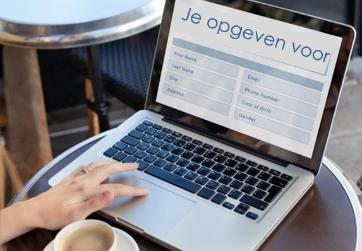 Je opgeven voor
First Name
Last Name
City
Address
Email
Phone Number
Date of Birth
Gender